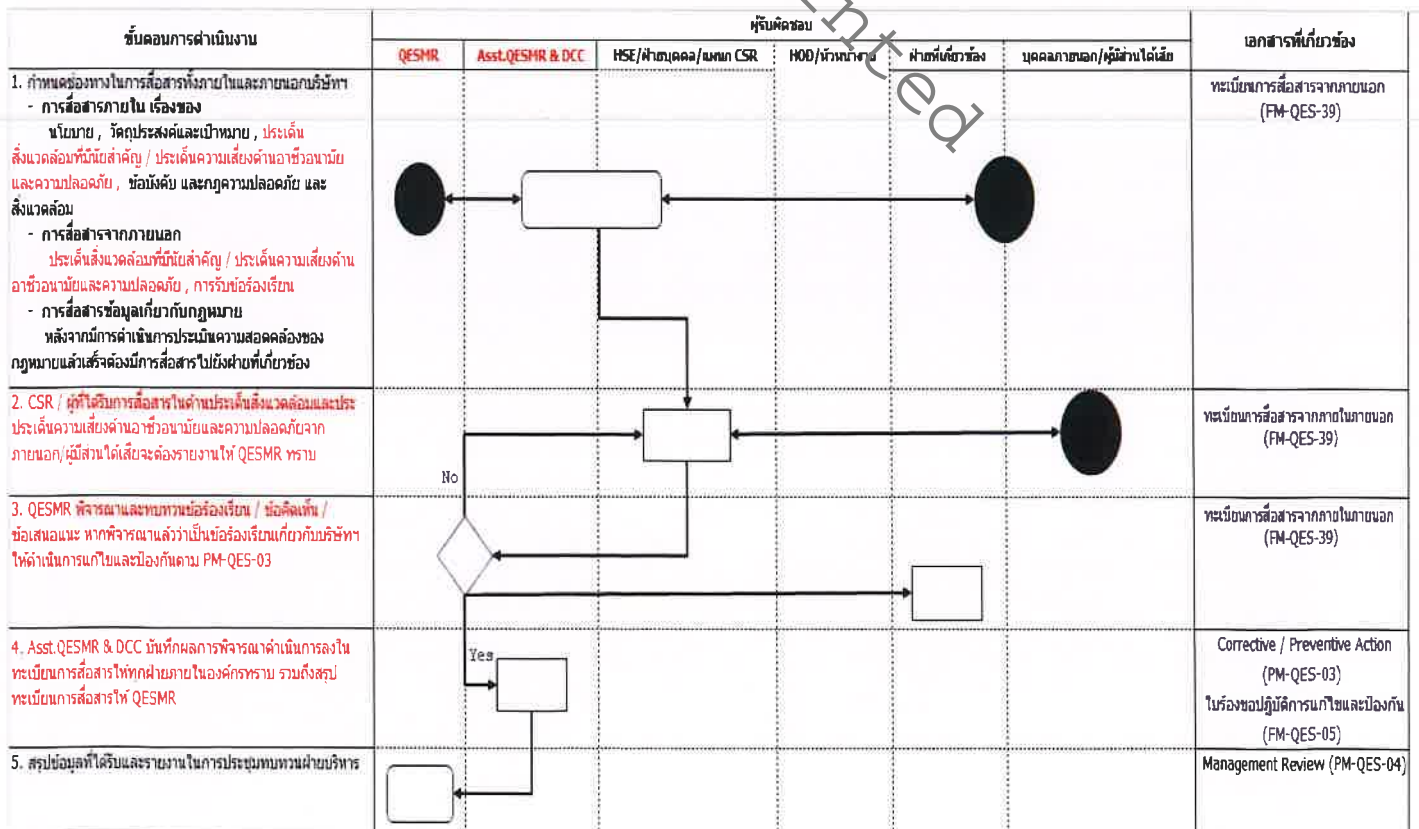 ขั้นตอนการดำเนินงาน
ผู้รับผิดชอบ
เอกสารที่เกี่ยวข้อง
QESMR
Asst.QESMR & DCC
HSE/ฝ่ายบุคคล/แผนก CSR
HOD/หัวหน้างาน
ฝ่ายที่เกี่ยวข้อง
บุคคลภายนอก/ผู้มีส่วนได้เสีย
nted
1. กำหนดช่องทางในการสื่อสารทั้งภายในและภายนอกบริษัทฯ
- การสื่อสารภายใน เรื่องของ
นโยบาย , วัตถุประสงค์และเป้าหมาย , ประเด็น
สิ่งแวดล้อมที่มีนัยสำคัญ / ประเด็นความเสี่ยงด้านอาชีวอนามัย
และความปลอดภัย , ข้อบังคับ และกฎความปลอดภัย และ
สิ่งแวดล้อม
- การสื่อสารจากภายนอก
ประเด็นสิ่งแวดล้อมที่มีนัยสำคัญ / ประเด็นความเสี่ยงด้าน
อาชีวอนามัยและความปลอดภัย , การรับข้อร้องเรียน
- การสื่อสารข้อมูลเกี่ยวกับกฎหมาย
หลังจากมีการดำเนินการประเมินความสอดคล้องของ
กฎหมายแล้วเสร็จต้องมีการสื่อสารไปยังฝ่ายที่เกี่ยวข้อง
ทะเบียนการสื่อสารจากภายนอก
(FM-QES-39)
2. CSR / ผู้ที่ได้รับการสื่อสารในด้านประเด็นสิ่งแวดล้อมและประ
ประเด็นความเสี่ยงด้านอาชีวอนามัยและความปลอดภัยจาก
ภายนอก/ผู้มีส่วนได้เสียจะต้องรายงานให้ QESMR ทราบ
No
ทะเบียนการสื่อสารจากภายในภายนอก
(FM-QES-39)
3. QESMR พิจารณาและทบทวนข้อร้องเรียน / ข้อคิดเห็น /
ข้อเสนอแนะ หากพิจารณาแล้วว่าเป็นข้อร้องเรียนเกี่ยวกับบริษัทฯ
ให้ดำเนินการแก้ไขและป้องกันตาม PM-QES-03
ทะเบียนการสื่อสารจากภายในภายนอก
(FM-QES-39)
4. Asst.QESMR & DCC บันทึกผลการพิจารณาดำเนินการลงใน
ทะเบียนการสื่อสารให้ทุกฝ่ายภายในองค์กรทราบ รวมถึงสรุป
ทะเบียนการสื่อสารให้ QESMR
Yes
Corrective / Preventive Action
(PM-QES-03)
ใบร้องขอปฏิบัติการแก้ไขและป้องกัน
(FM-QES-05)
5. สรุปข้อมูลที่ได้รับและรายงานในการประชุมทบทวนฝ่ายบริหาร
Management Review (PM-QES-04)